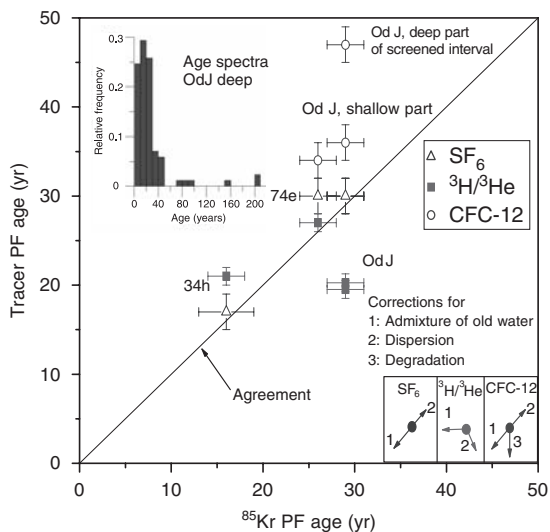 50
40
30
20
10
0
Tracer PF age (yr)
0.3
0.2
0.1
0
Relative frequency
Age spectra
OdJ deep
0 40 80 120 160 200
Age (years)
Od J, deep part
of screened interval
Od J, shallow part
SF6
3H/3He
CFC-12
74e
34h
OdJ
Agreement
Corrections for
1: Admixture of old water
2: Dispersion
3: Degradation
SF6 3H/3He CFC-12
1 2
1 2
1 2 3
0 10 20 30 40 50
85Kr PF age (yr)